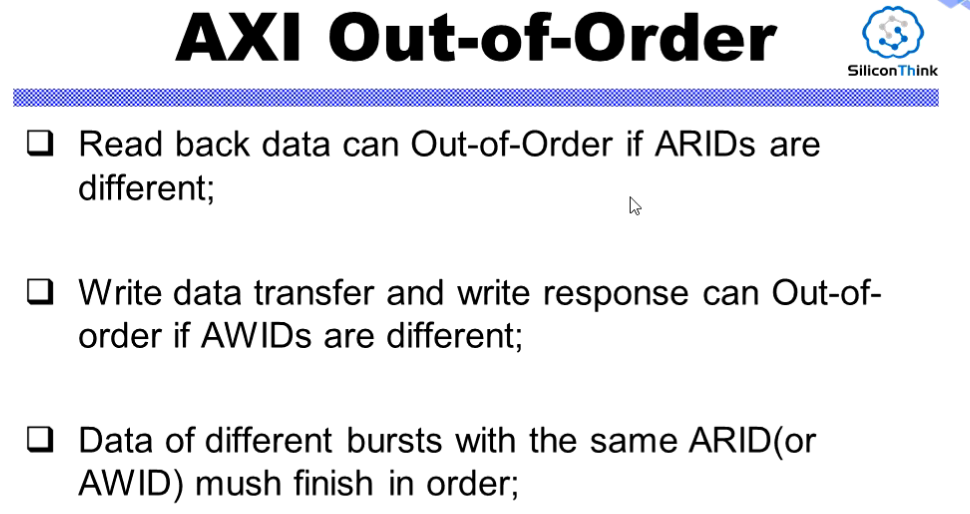 AXI Out-of-Order
SiliconThink
❑ Read back data can Out-of-Order if ARIDs are
different;
❑ Write data transfer and write response can Out-of-
order if AWIDs are different;
❑ Data of different bursts with the same ARID(or
AWID) mush finish in order;